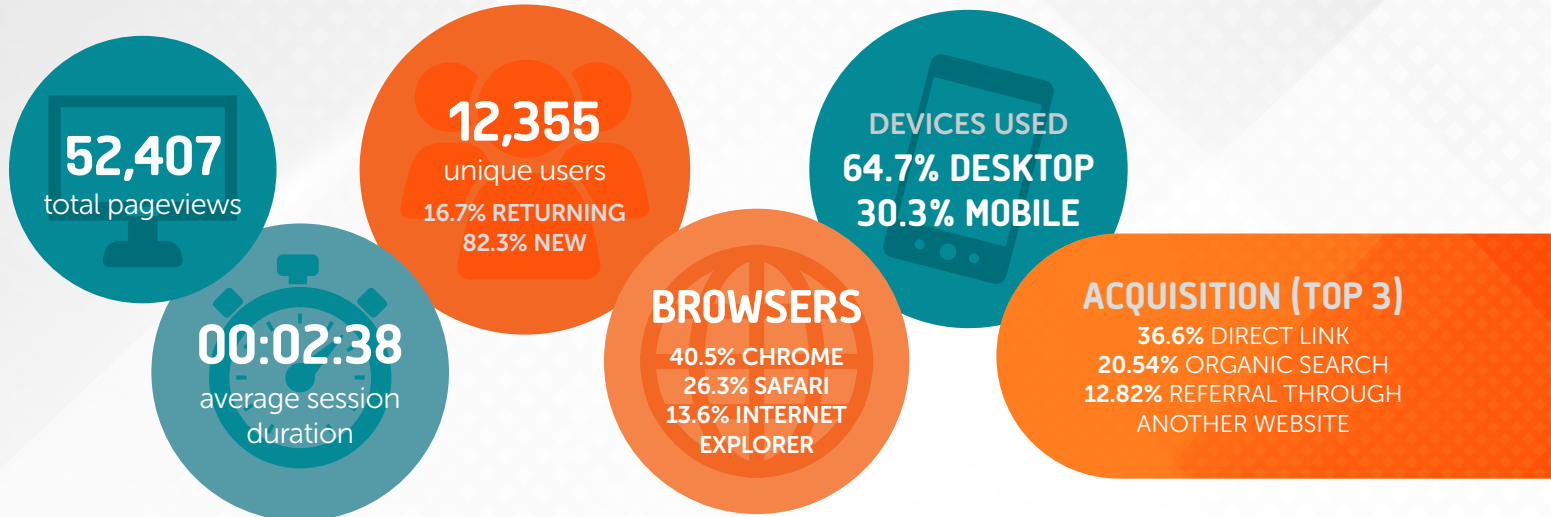 52,407
total pageviews
00:02:38
average session
duration
12,355
unique users
16.7% RETURNING
82.3% NEW
BROWSERS
40.5% CHROME
26.3% SAFARI
13.6% INTERNET
EXPLORER
DEVICES USED
64.7% DESKTOP
30.3% MOBILE
ACQUISITION (TOP 3)
36.6% DIRECT LINK
20.54% ORGANIC SEARCH
12.82% REFERRAL THROUGH
ANOTHER WEBSITE